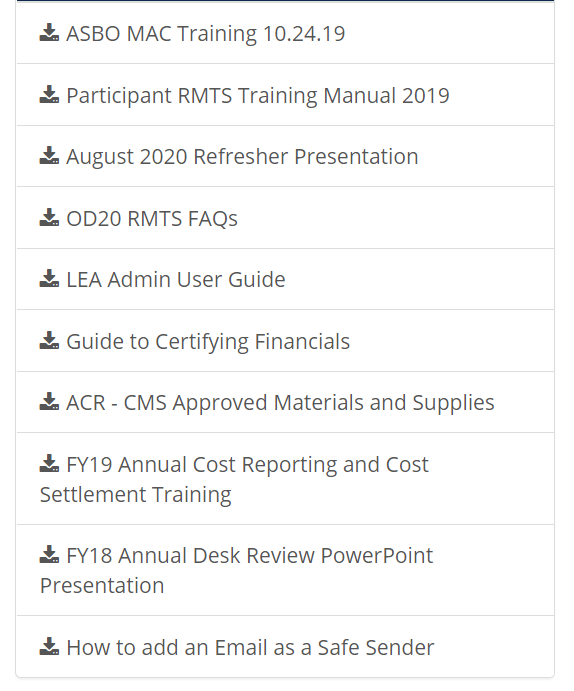 ASBO MAC Training 10.24.19
Participant RMTS Training Manual 2019
August 2020 Refresher Presentation
OD20 RMTS FAQs
LEA Admin User Guide
Guide to Certifying Financials
ACR - CMS Approved Materials and Supplies
FY19 Annual Cost Reporting and Cost
Settlement Training
FY18 Annual Desk Review PowerPoint
Presentation
How to add an Email as a Safe Sender